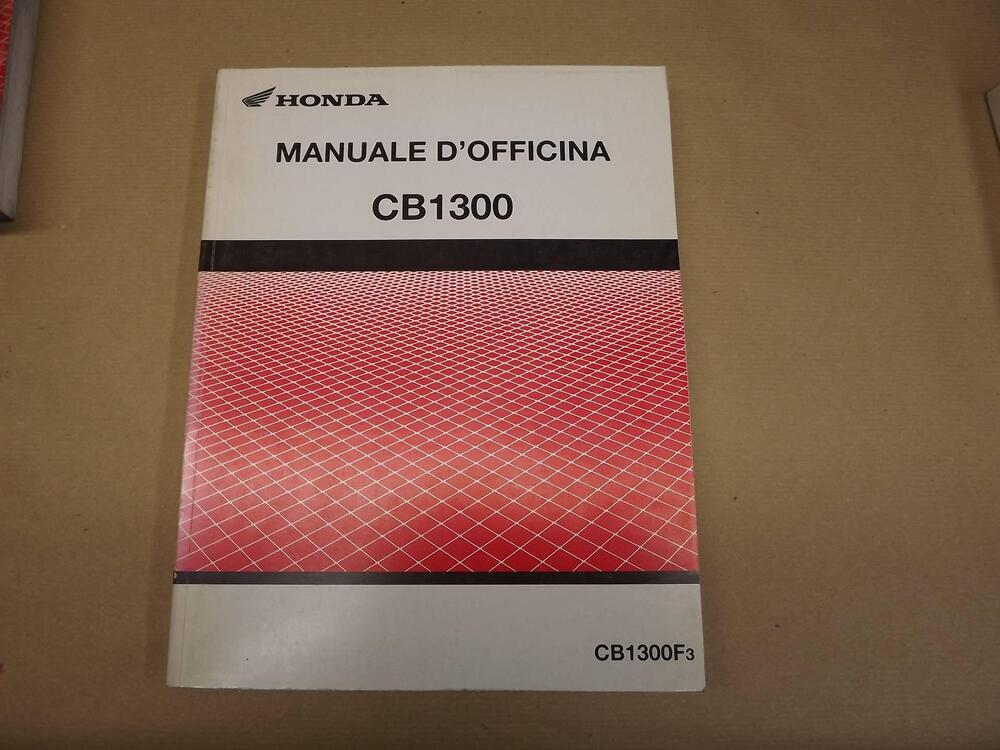 HONDA
MANUALE D'OFFICINA
CB1300
CB1300F3